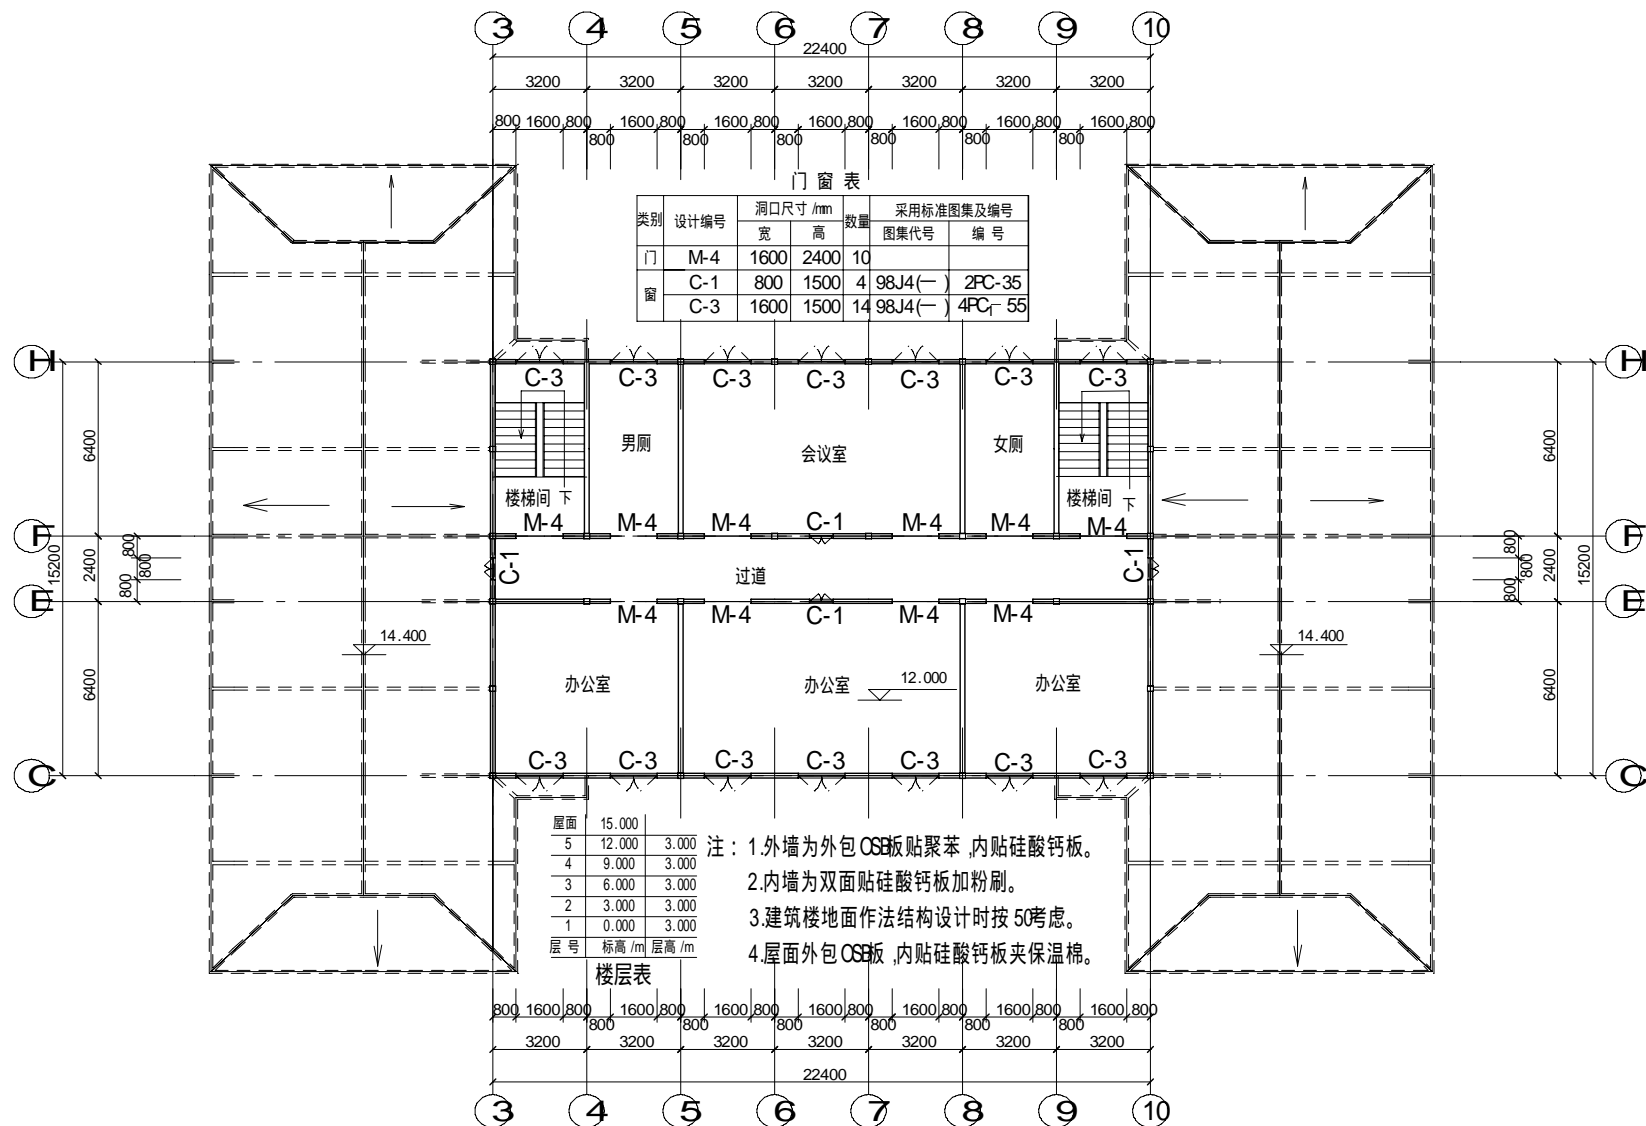 3 4 5 6 7 8 9 10
22400
3200 3200 3200 3200 3200 3200 3200
800 1600 800 1600 800 1600 800 1600 800 1600 800 1600 800 1600 800
800 800 800 800 800 800
门 窗 表
类别 设计编号 洞口尺寸 /mm 数量 采用标准图集及编号
宽 高 图集代号 编 号
门 M-4 1600 2400 10
窗 C-1 800 1500 4 98J4(一) 2PC-35
C-3 1600 1500 14 98J4(一) 4PC1-55
H H
C-3 C-3 C-3 C-3 C-3 C-3 C-3
6400 男厕 会议室 女厕 6400
楼梯间 下 楼梯间 下
M-4 M-4 M-4 C-1 M-4 M-4 M-4
F F
15200 2400 800 800 800 C-1 过道 C-1 800 800 800 2400 15200
E E
M-4 M-4 C-1 M-4 M-4
14.400 14.400
6400 办公室 办公室 12.000 办公室 6400
C-3 C-3 C-3 C-3 C-3 C-3 C-3
C C
屋面 15.000
5 12.000 3.000
4 9.000 3.000
3 6.000 3.000
2 3.000 3.000
1 0.000 3.000
层 号 标高 /m 层高 /m
楼层表
注：1.外墙为外包OSB板贴聚苯,内贴硅酸钙板。
2.内墙为双面贴硅酸钙板加粉刷。
3.建筑楼地面作法结构设计时按50考虑。
4.屋面外包OSB板,内贴硅酸钙板夹保温棉。
800 1600 800 1600 800 1600 800 1600 800 1600 800 1600 800 1600 800
800 800 800 800 800 800
3200 3200 3200 3200 3200 3200 3200
22400
3 4 5 6 7 8 9 10